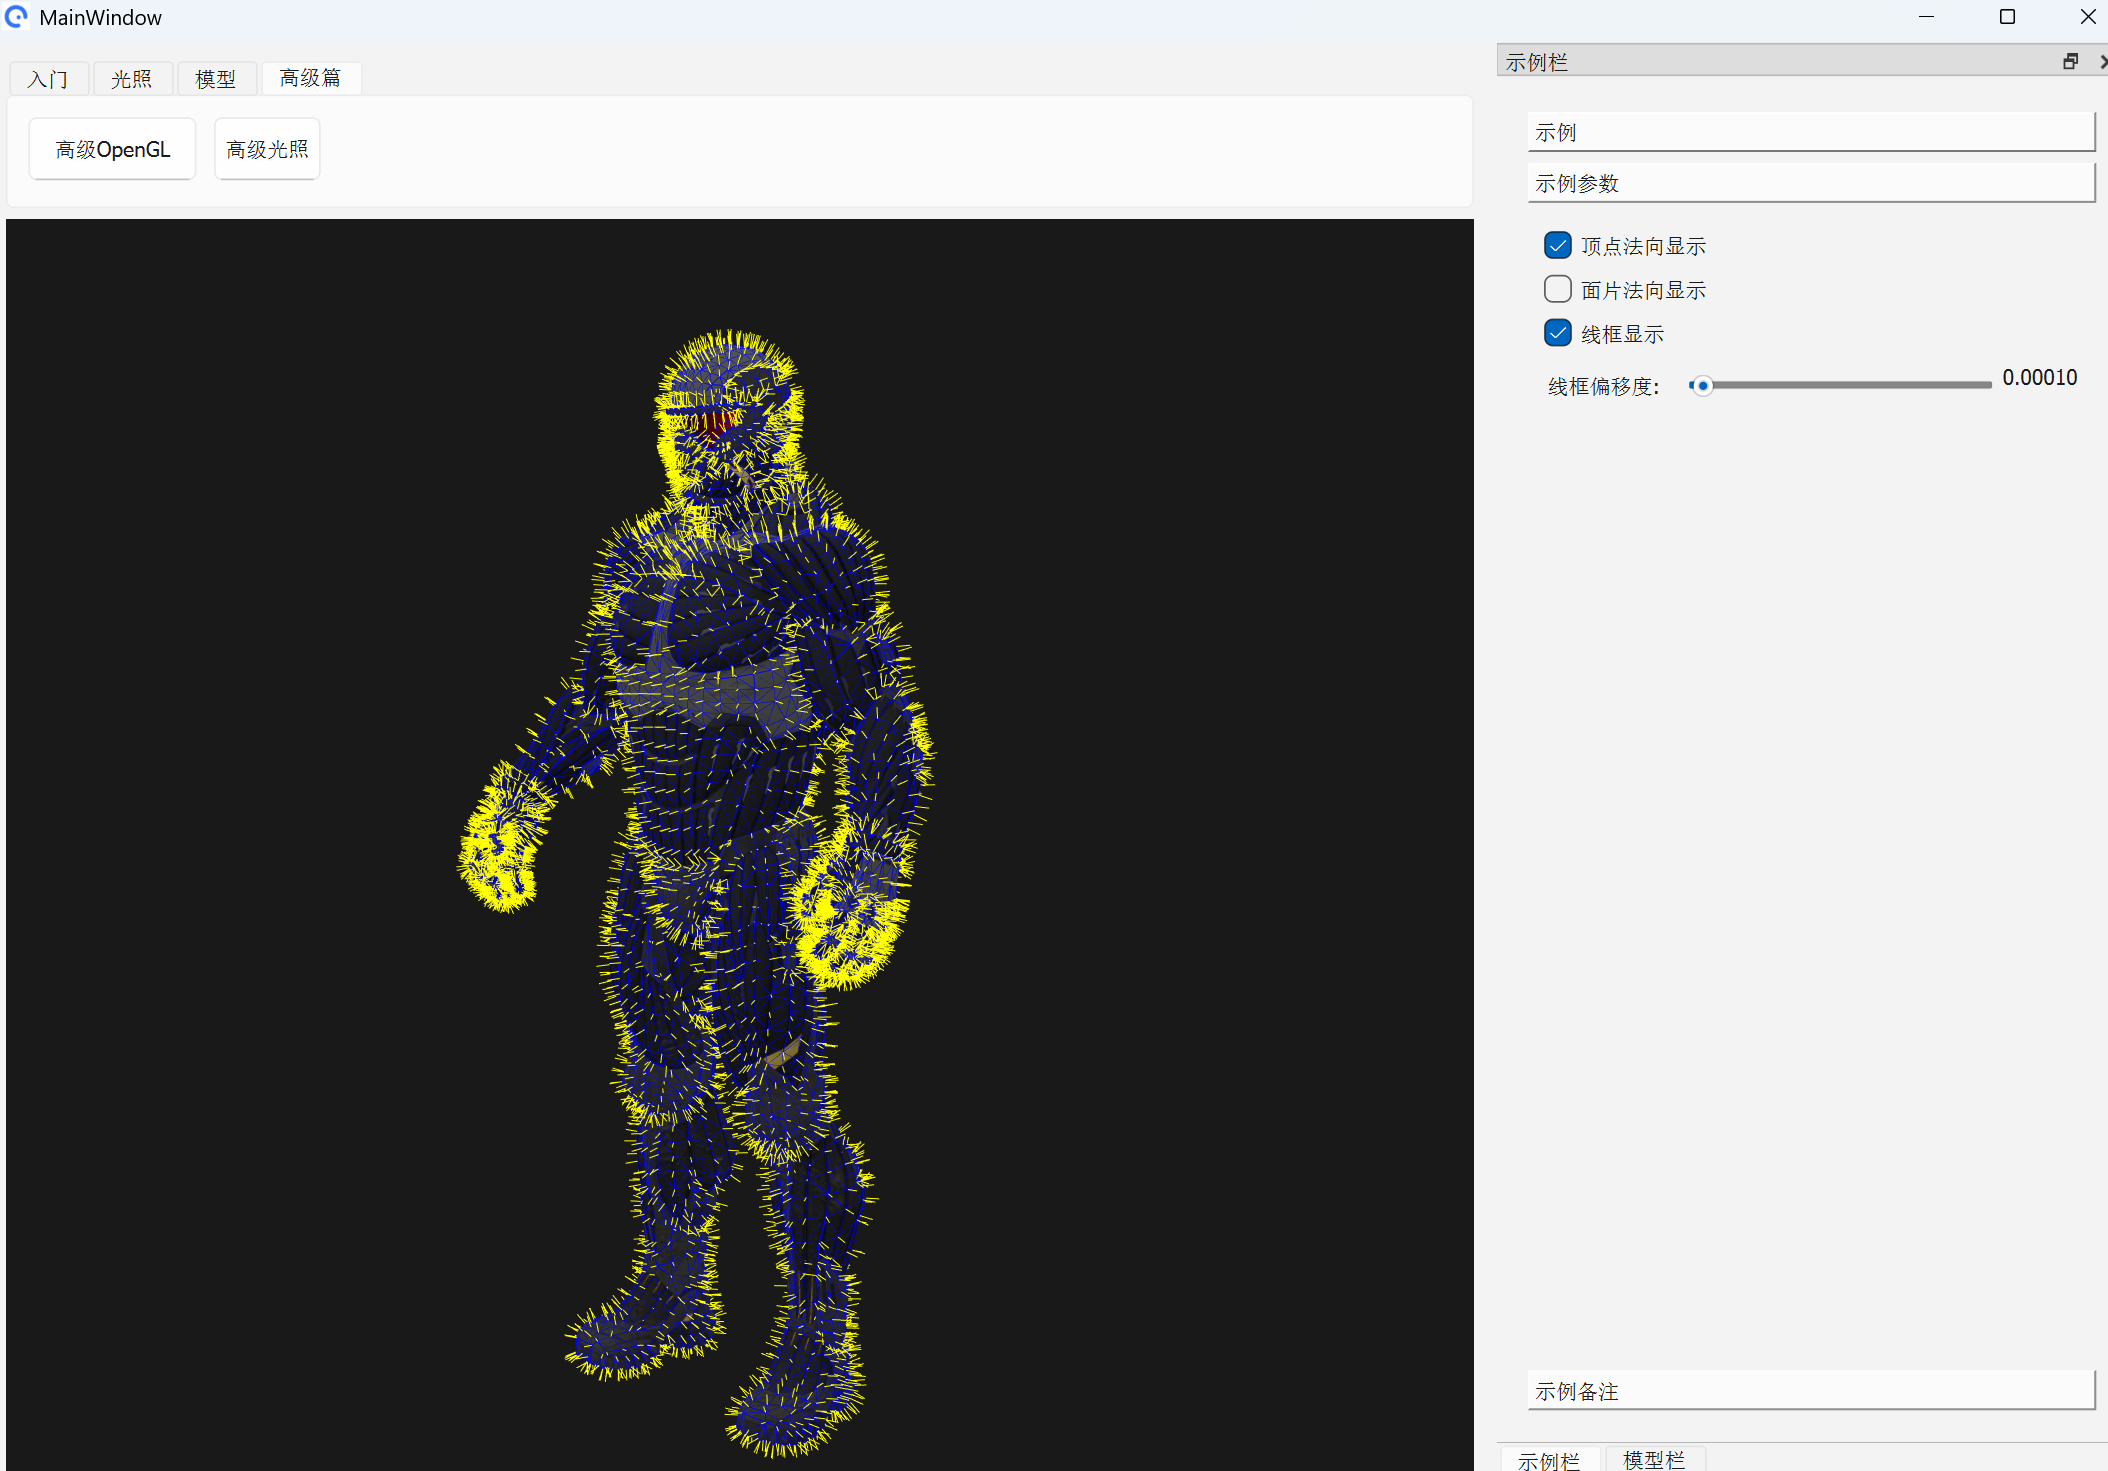 MainWindow
入门 光照 模型 高级篇
高级OpenGL 高级光照
示例栏
示例
示例参数
顶点法向显示
面片法向显示
线框显示
线框偏移度: 0.00010
示例备注
示例栏 模型栏